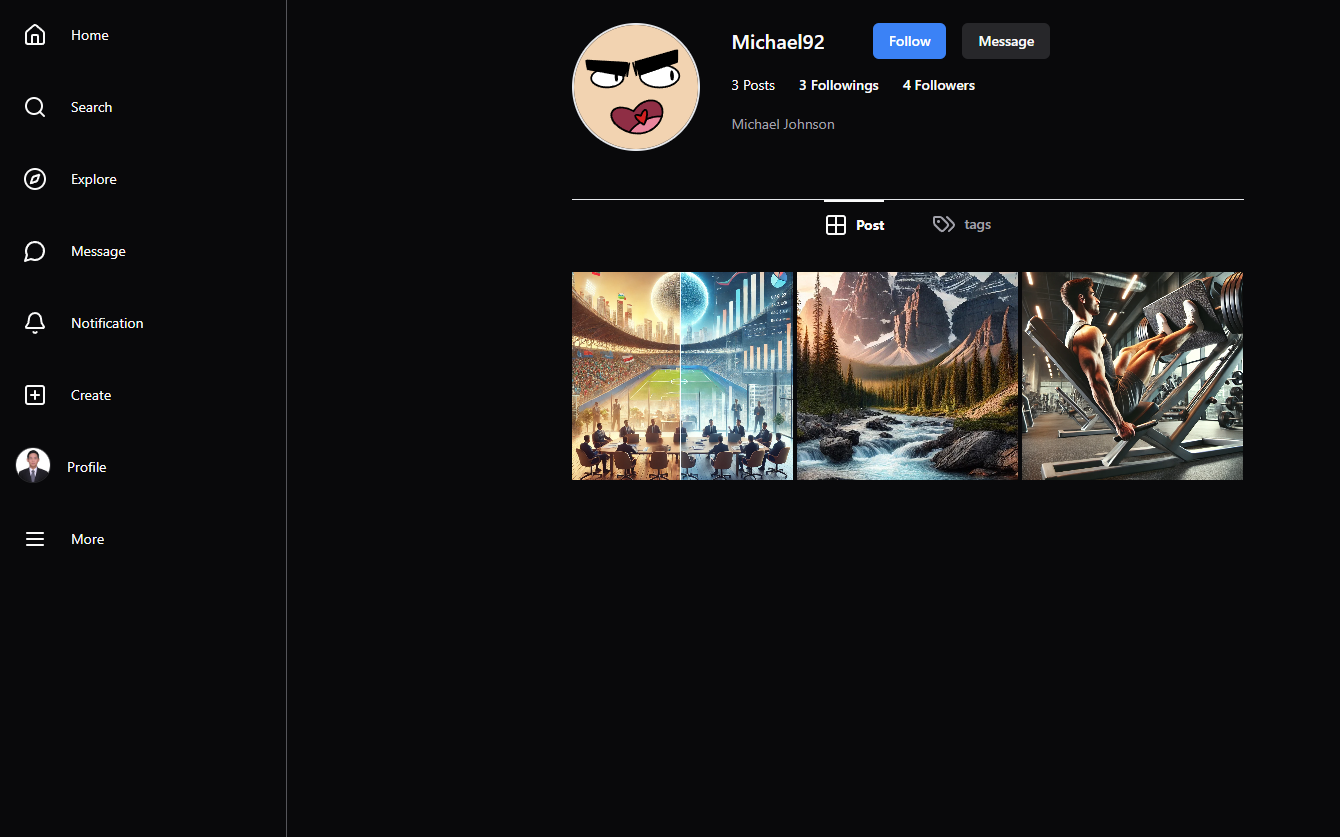 Home
Search
Explore
Message
Notification
Create
Profile
More
Michael92 Follow Message
3 Posts 3 Followings 4 Followers
Michael Johnson
Post tags